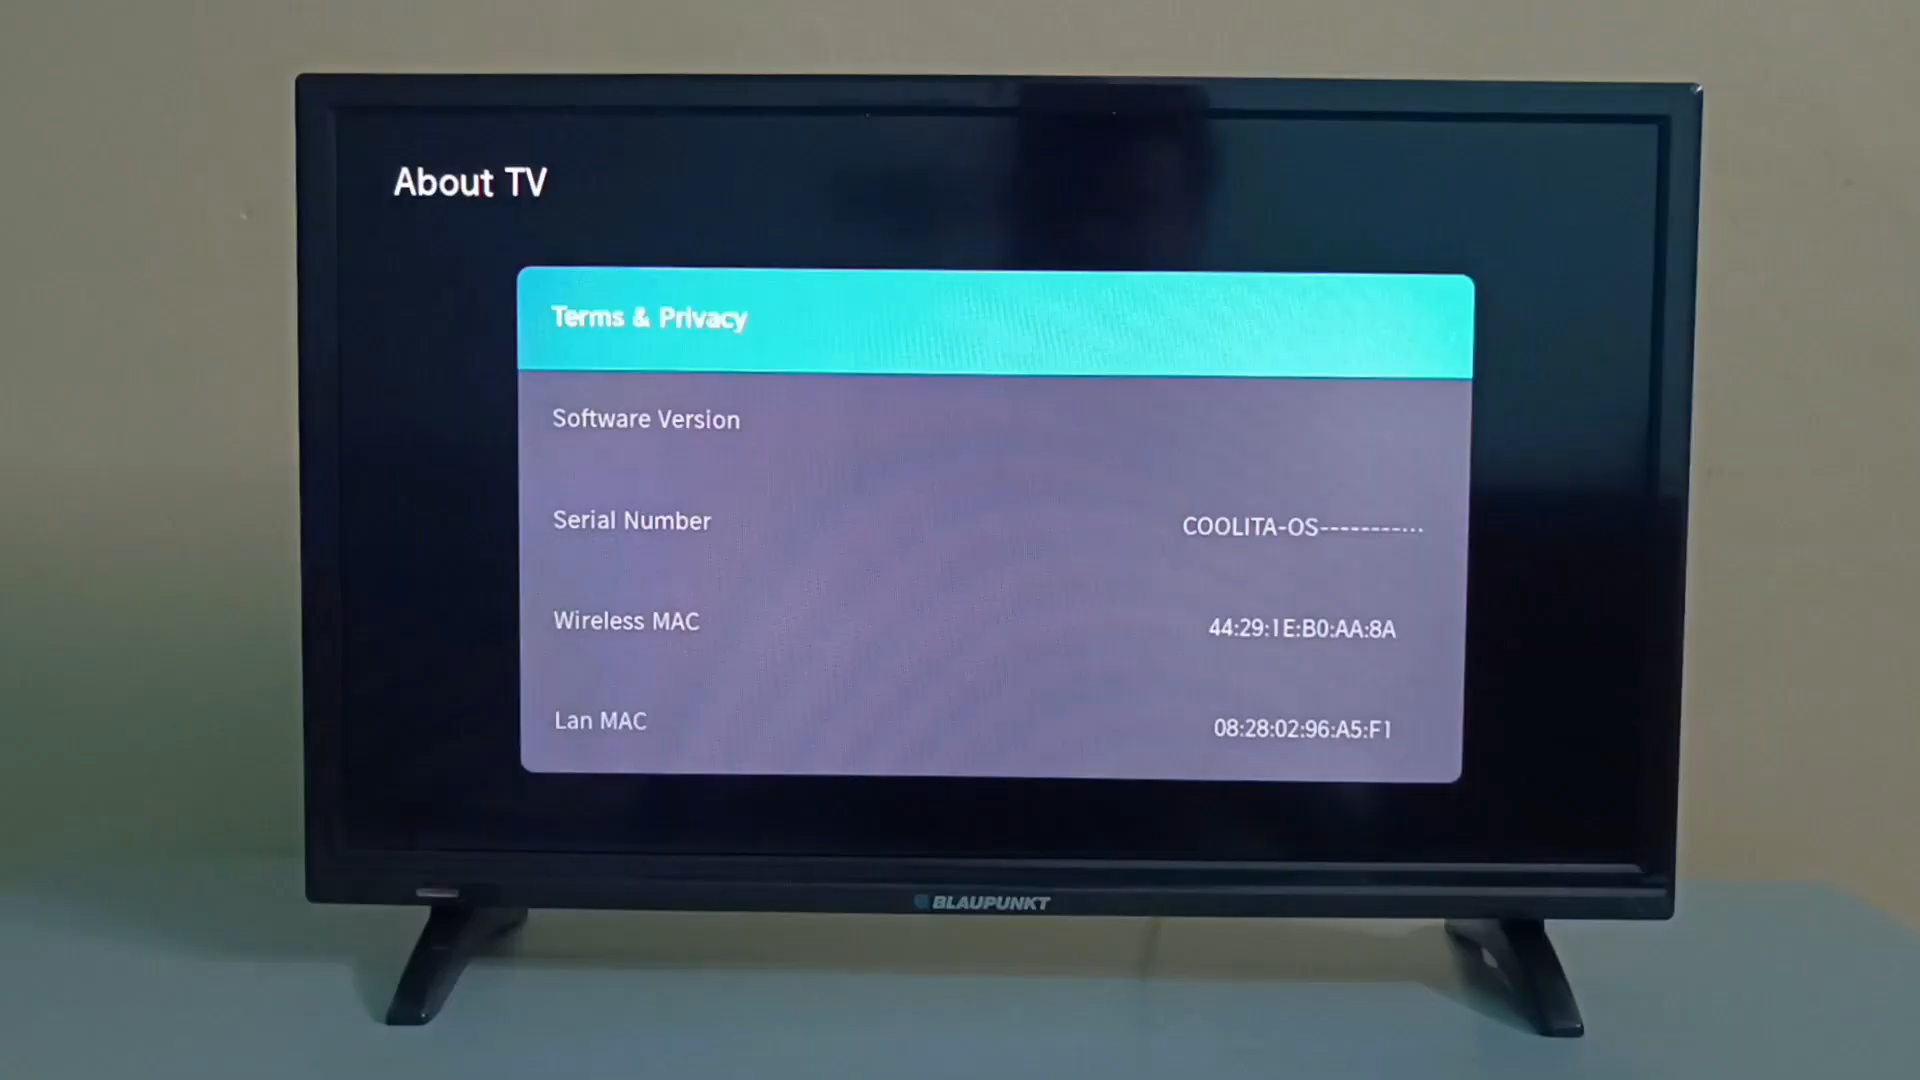 About TV
Terms & Privacy
Software Version
Serial Number COOLITA-OS---------...
Wireless MAC 44:29:1E:B0:AA:8A
Lan MAC 08:28:02:96:A5:F1
BLAUPUNKT